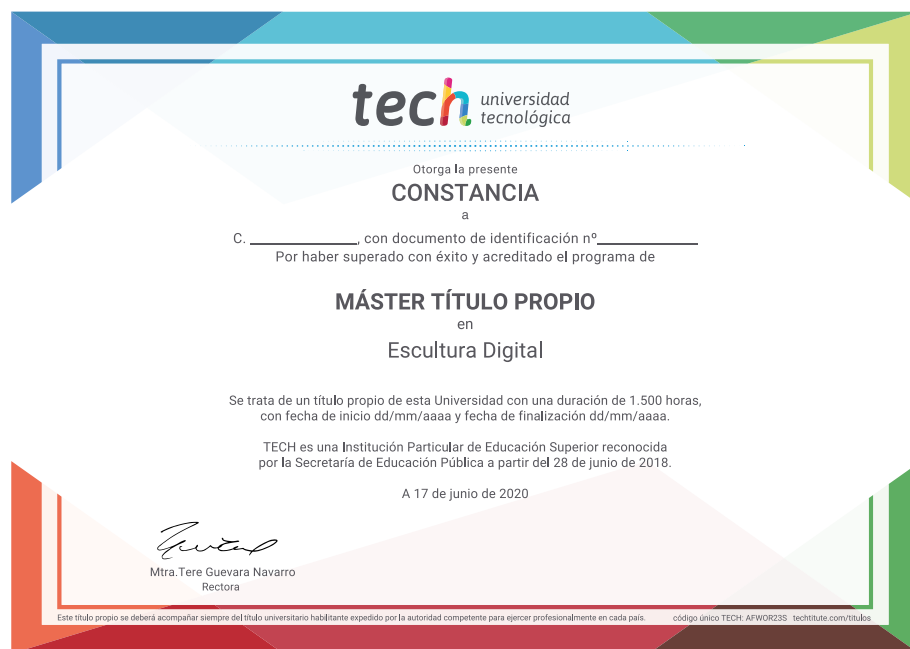 tech universidad
tecnológica
Otorga la presente
CONSTANCIA
a
C. ____________, con documento de identificación nº____________
Por haber superado con éxito y acreditado el programa de
MÁSTER TÍTULO PROPIO
en
Escultura Digital
Se trata de un título propio de esta Universidad con una duración de 1.500 horas,
con fecha de inicio dd/mm/aaaa y fecha de finalización dd/mm/aaaa.
TECH es una Institución Particular de Educación Superior reconocida
por la Secretaría de Educación Pública a partir del 28 de junio de 2018.
A 17 de junio de 2020
Mtra.Tere Guevara Navarro
Rectora
Este título propio se deberá acompañar siempre del título universitario habilitante expedido por la autoridad competente para ejercer profesionalmente en cada país. código único TECH: AFWOR23S techtitute.com/titulos